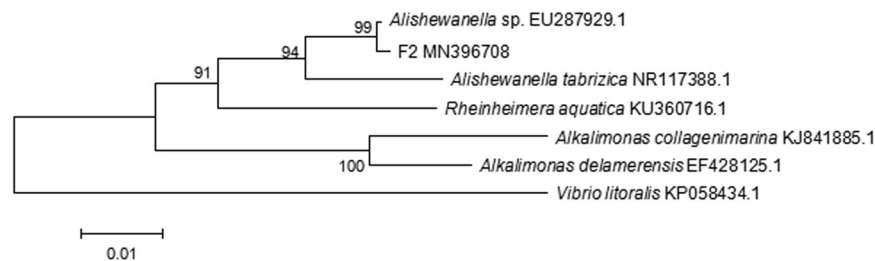 Alishewanella sp. EU287929.1
99
F2 MN396708
94
Alishewanella tabrizica NR117388.1
91
Rheinheimera aquatica KU360716.1
Alkalimonas collagenimarina KJ841885.1
100
Alkalimonas delamerensis EF428125.1
Vibrio litoralis KP058434.1
0.01